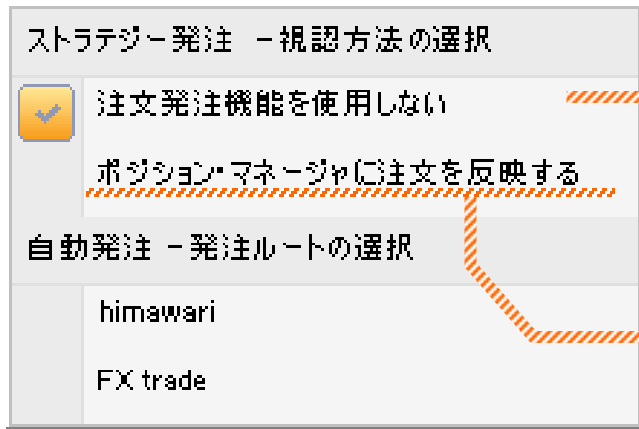 ストラテジー発注 －視認方法の選択
注文発注機能を使用しない
ポジション・マネージャに注文を反映する
自動発注 －発注ルートの選択
himawari
FX trade